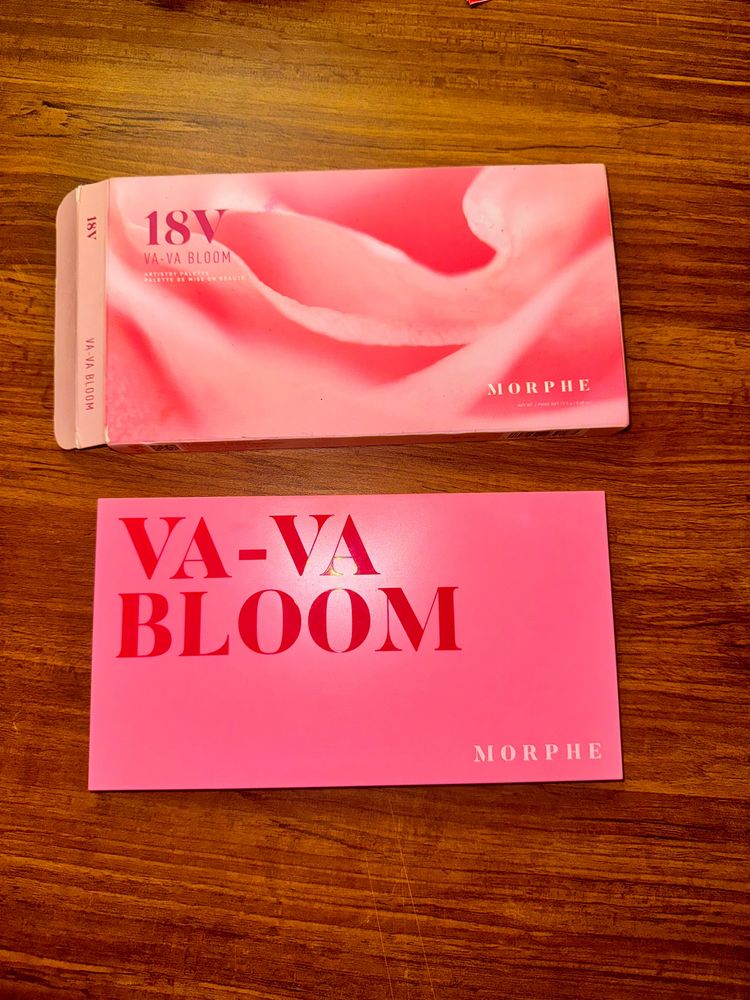 18V
VA-VA BLOOM
18V
VA-VA BLOOM
ARTISTRY PALETTE
PALETTE DE MISE EN BEAUTÉ
MORPHE
VA-VA
BLOOM
MORPHE